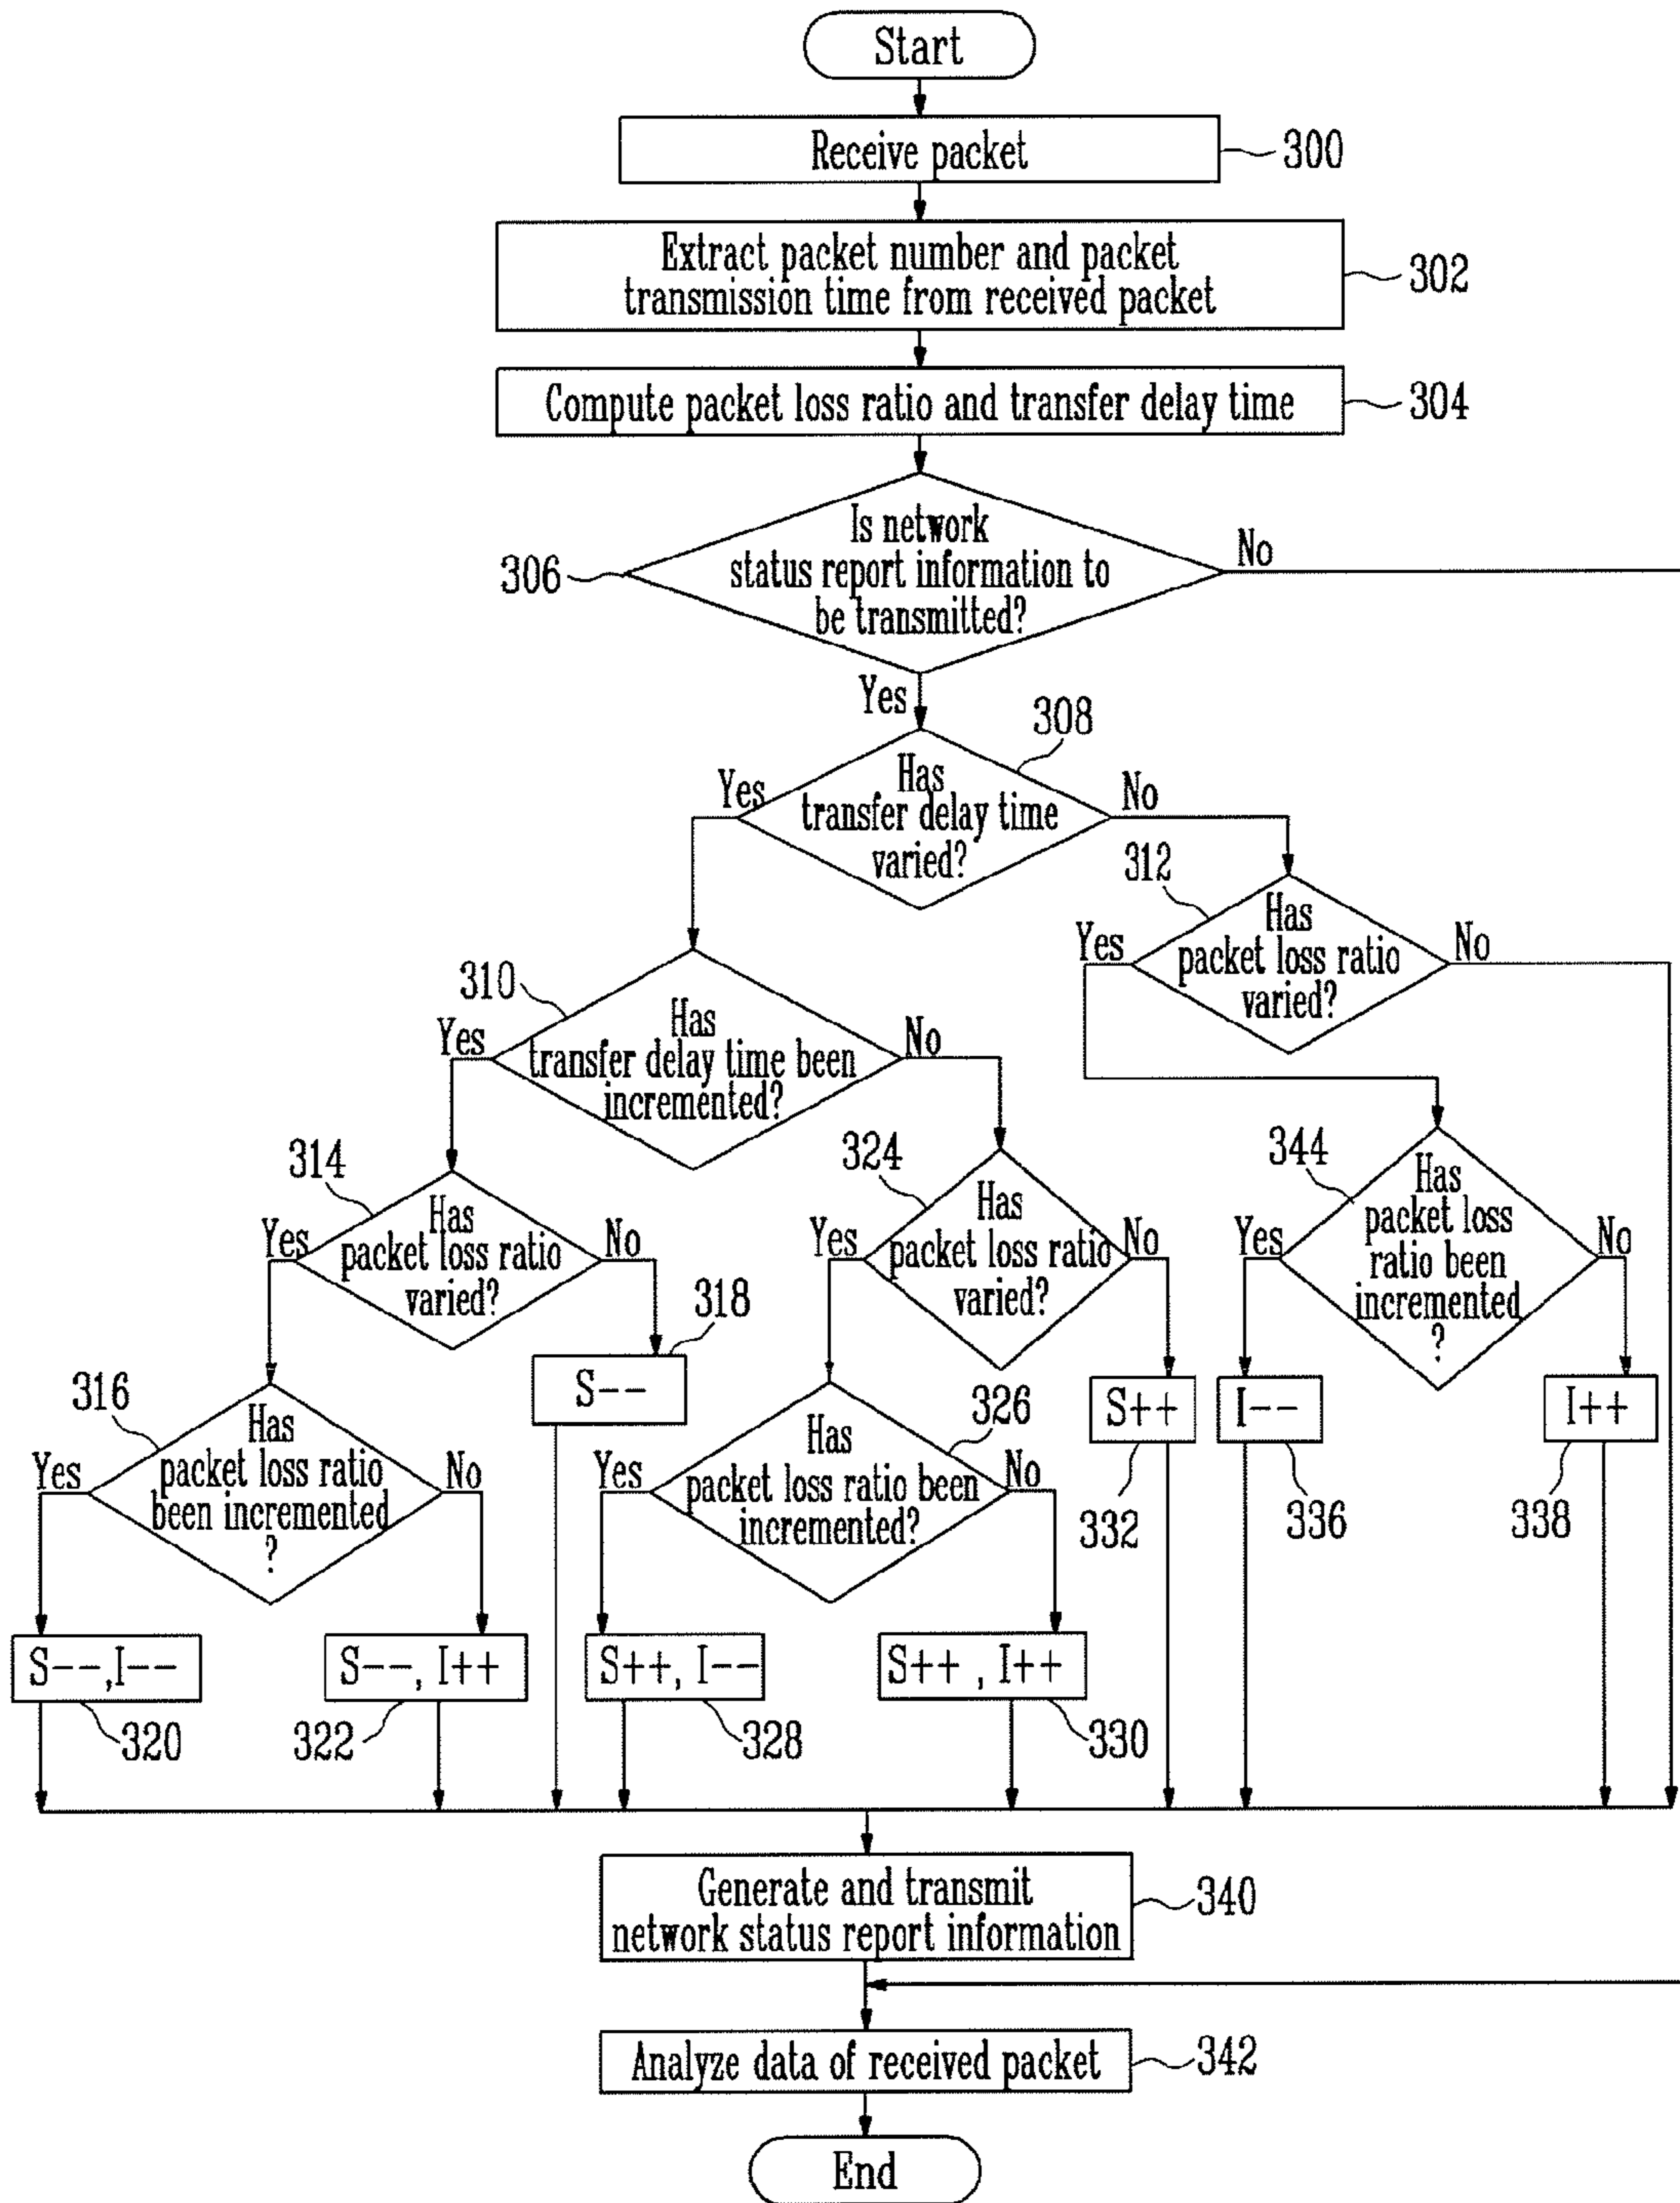 Start
Receive packet
300
Extract packet number and packet
transmission time from received packet
302
Compute packet loss ratio and transfer delay time
304
Is network
status report information to
be transmitted?
306
No
Yes
308
Has
transfer delay time
varied?
Yes
No
312
Has
packet loss ratio
varied?
Yes
No
310
Has
transfer delay time been
incremented?
Yes
No
314
Has
packet loss ratio
varied?
Yes
No
324
Has
packet loss ratio
varied?
Yes
No
344
Has
packet loss
ratio been
incremented
?
Yes
No
318
S--
316
Has
packet loss ratio
been incremented
?
Yes
No
326
Has
packet loss ratio been
incremented?
Yes
No
S++
332
I--
336
I++
338
S--,I--
320
S--, I++
322
S++, I--
328
S++ , I++
330
Generate and transmit
network status report information
340
Analyze data of received packet
342
End